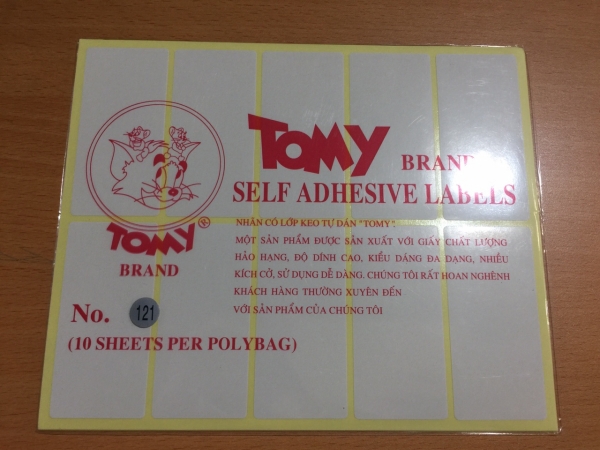 TOMY BRAND
SELF ADHESIVE LABELS
TOMY®
BRAND
NHÃN CÓ LỚP KEO TỰ DÁN "TOMY":
MỘT SẢN PHẨM ĐƯỢC SẢN XUẤT VỚI GIẤY CHẤT LƯỢNG
HẢO HẠNG, ĐỘ DÍNH CAO, KIỂU DÁNG ĐA DẠNG, NHIỀU
KÍCH CỠ, SỬ DỤNG DỄ DÀNG. CHÚNG TÔI RẤT HOAN NGHÊNH
KHÁCH HÀNG THƯỜNG XUYÊN ĐẾN
VỚI SẢN PHẨM CỦA CHÚNG TÔI
No. 121
(10 SHEETS PER POLYBAG)